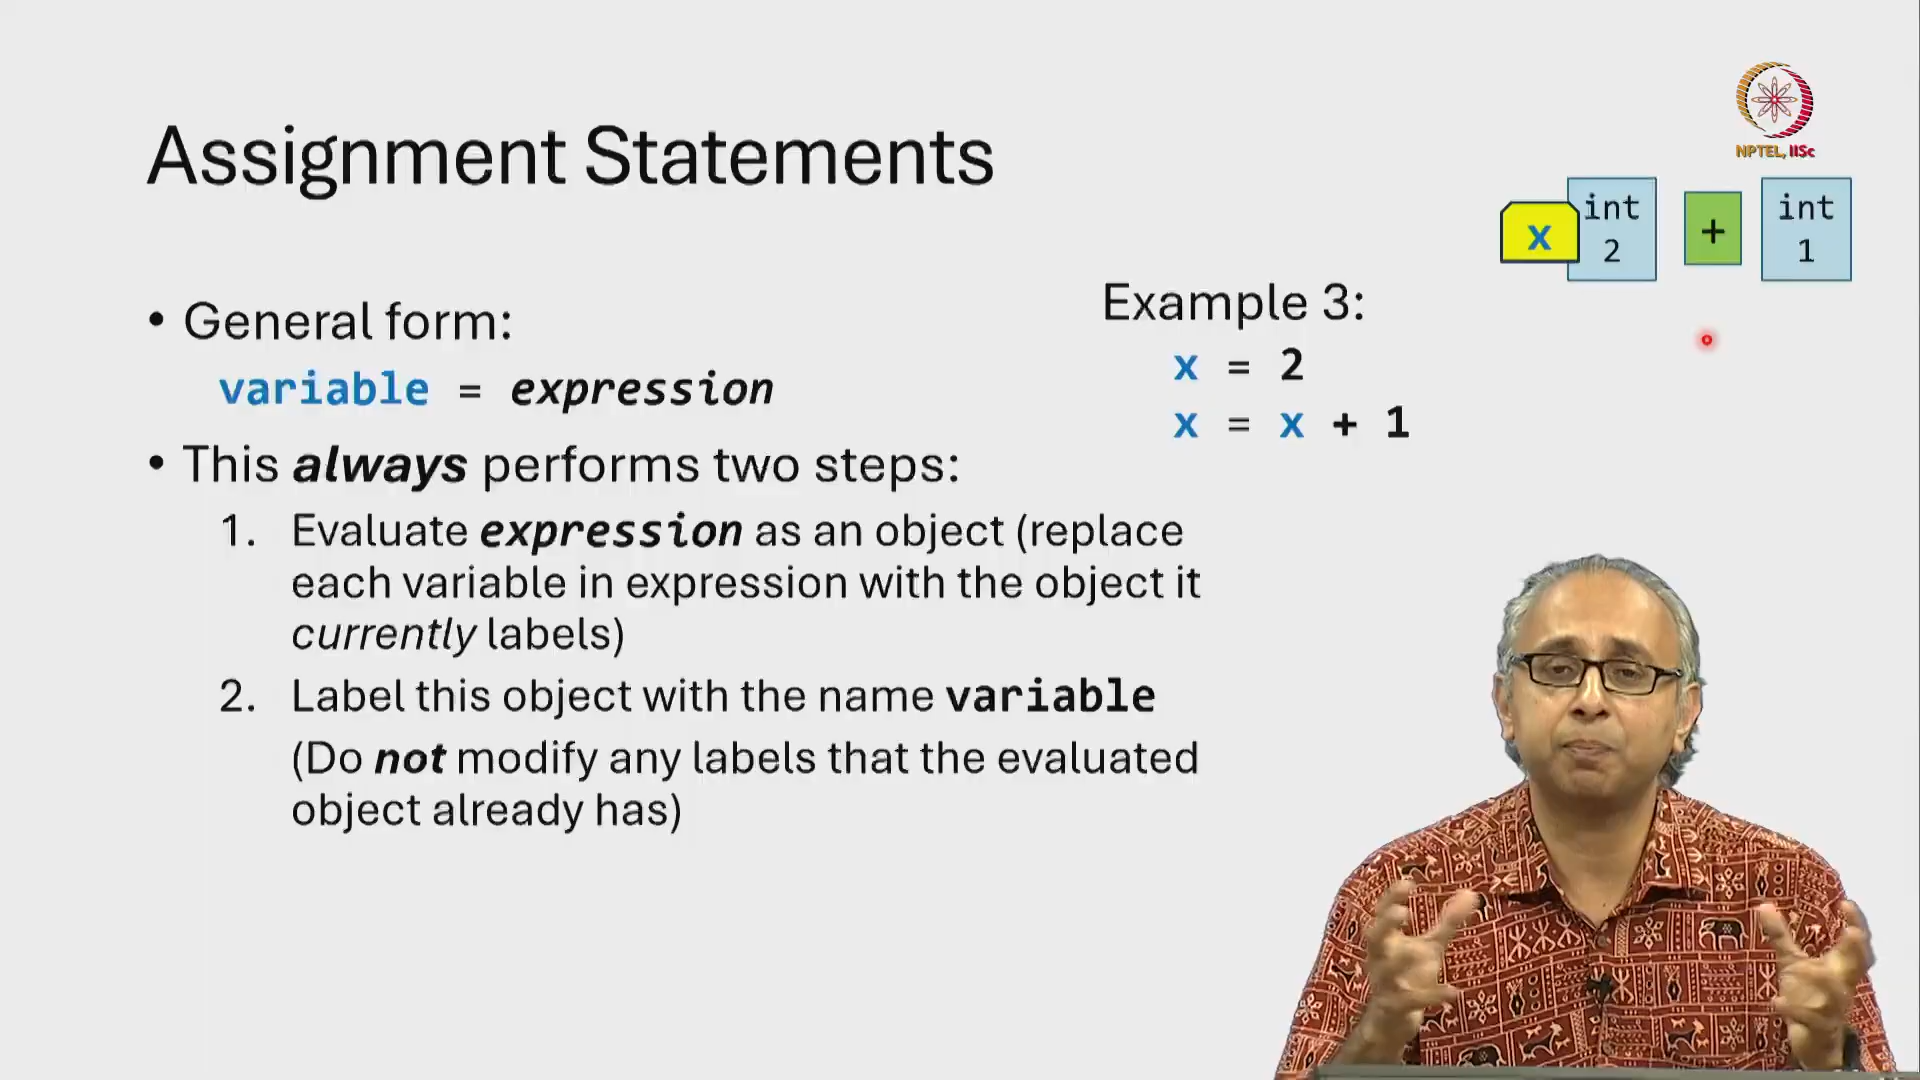 NPTEL, IISc
Assignment Statements
x
int
2
+
int
1
• General form:
variable = expression
• This always performs two steps:
1. Evaluate expression as an object (replace
each variable in expression with the object it
currently labels)
2. Label this object with the name variable
(Do not modify any labels that the evaluated
object already has)
Example 3:
x = 2
x = x + 1